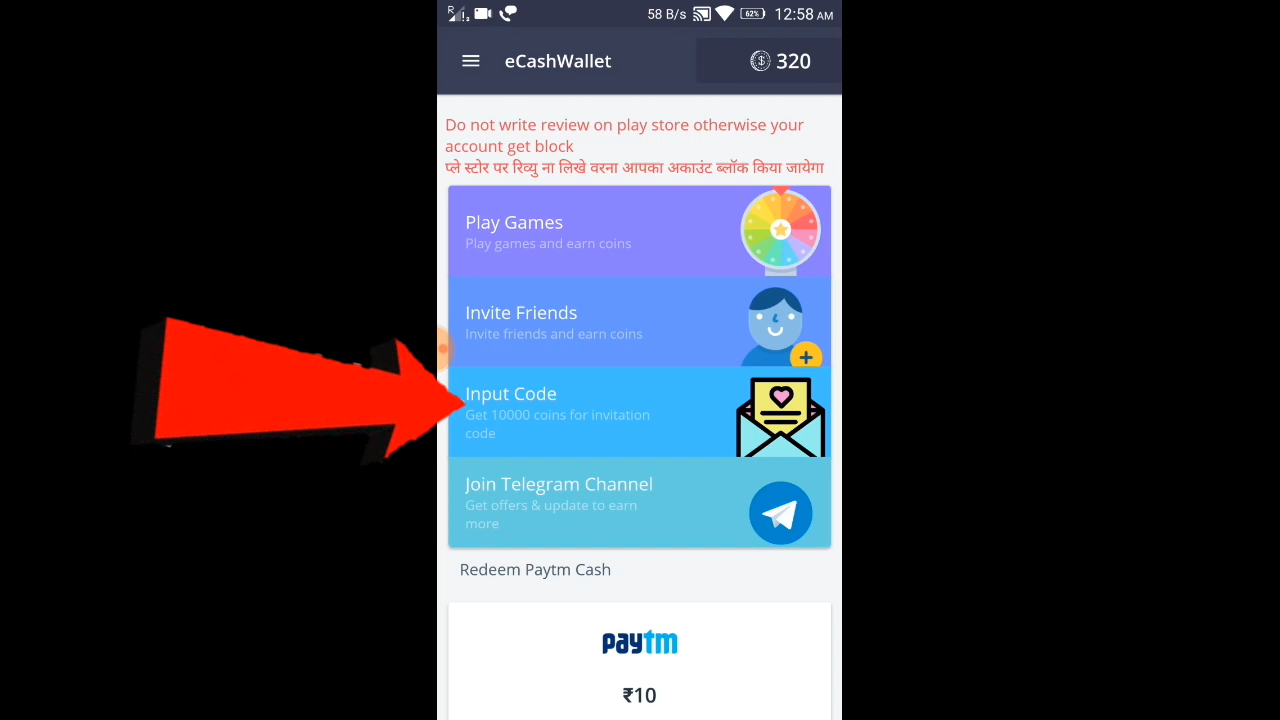 R
58 B/s 62% 12:58 AM
eCashWallet 320
Do not write review on play store otherwise your
account get block
प्ले स्टोर पर रिव्यु ना लिखे वरना आपका अकाउंट ब्लॉक किया जायेगा
Play Games
Play games and earn coins
Invite Friends
Invite friends and earn coins
Input Code
Get 10000 coins for invitation
code
Join Telegram Channel
Get offers & update to earn
more
Redeem Paytm Cash
paytm
₹10